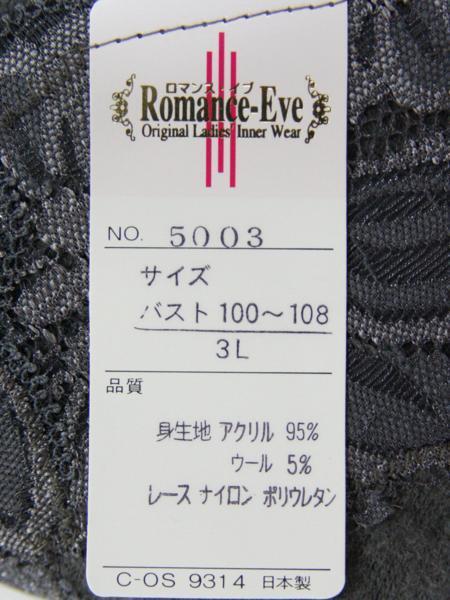 ロマンス・イブ
Romance-Eve
Original Ladies' Inner Wear
NO. 5003
サイズ
バスト 100～108
3L
品質
身生地 アクリル 95%
ウール 5%
レース ナイロン ポリウレタン
C-OS 9314 日本製